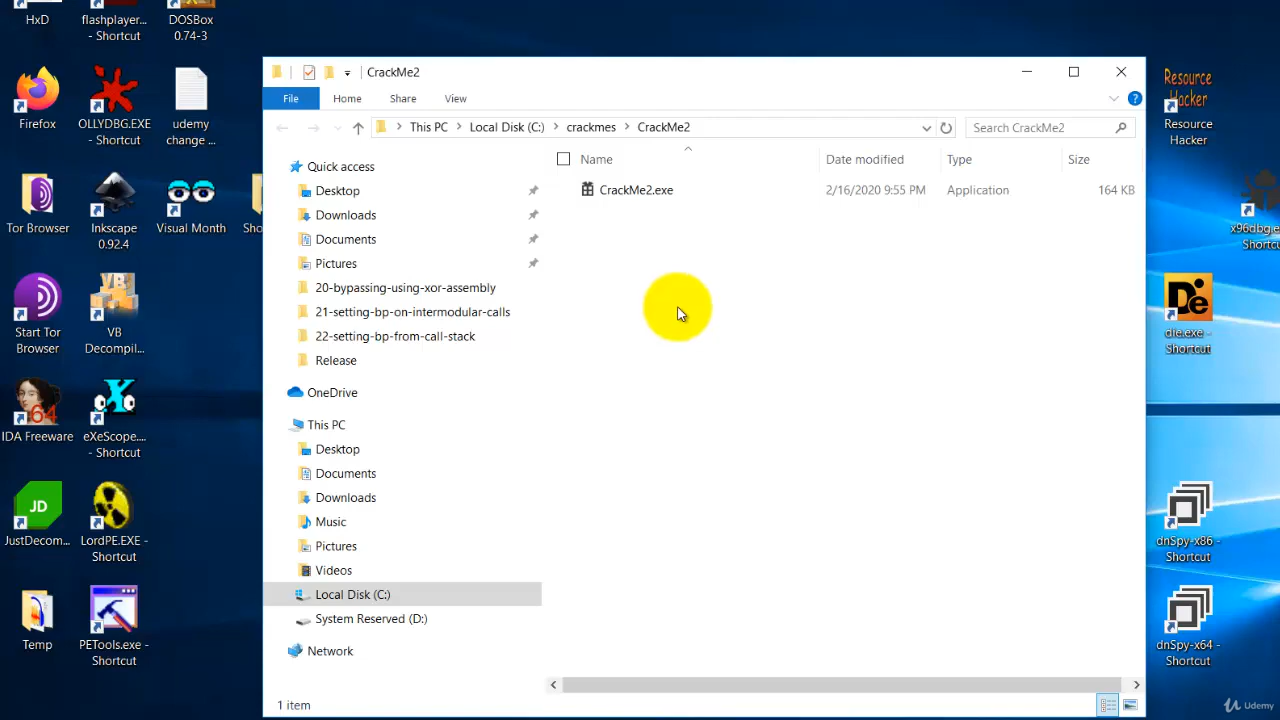 HxD
flashplayer...
- Shortcut
DOSBox
0.74-3
Firefox
OLLYDBG.EXE
- Shortcut
udemy
change ...
Tor Browser
Inkscape
0.92.4
Visual Month
Sho
Start Tor
Browser
VB
Decompil...
IDA Freeware
64
eXeScope....
- Shortcut
JD
JustDecom...
LordPE.EXE -
Shortcut
Temp
PETools.exe -
Shortcut
CrackMe2
File
Home
Share
View
This PC
Local Disk (C:)
crackmes
CrackMe2
Search CrackMe2
Quick access
Desktop
Downloads
Documents
Pictures
20-bypassing-using-xor-assembly
21-setting-bp-on-intermodular-calls
22-setting-bp-from-call-stack
Release
OneDrive
This PC
Desktop
Documents
Downloads
Music
Pictures
Videos
Local Disk (C:)
System Reserved (D:)
Network
Name
Date modified
Type
Size
CrackMe2.exe
2/16/2020 9:55 PM
Application
164 KB
1 item
Resource
Hacker
Resource
Hacker
x96dbg.e
Shortcu
De
die.exe -
Shortcut
dnSpy-x86 -
Shortcut
dnSpy-x64 -
Shortcut
Udemy